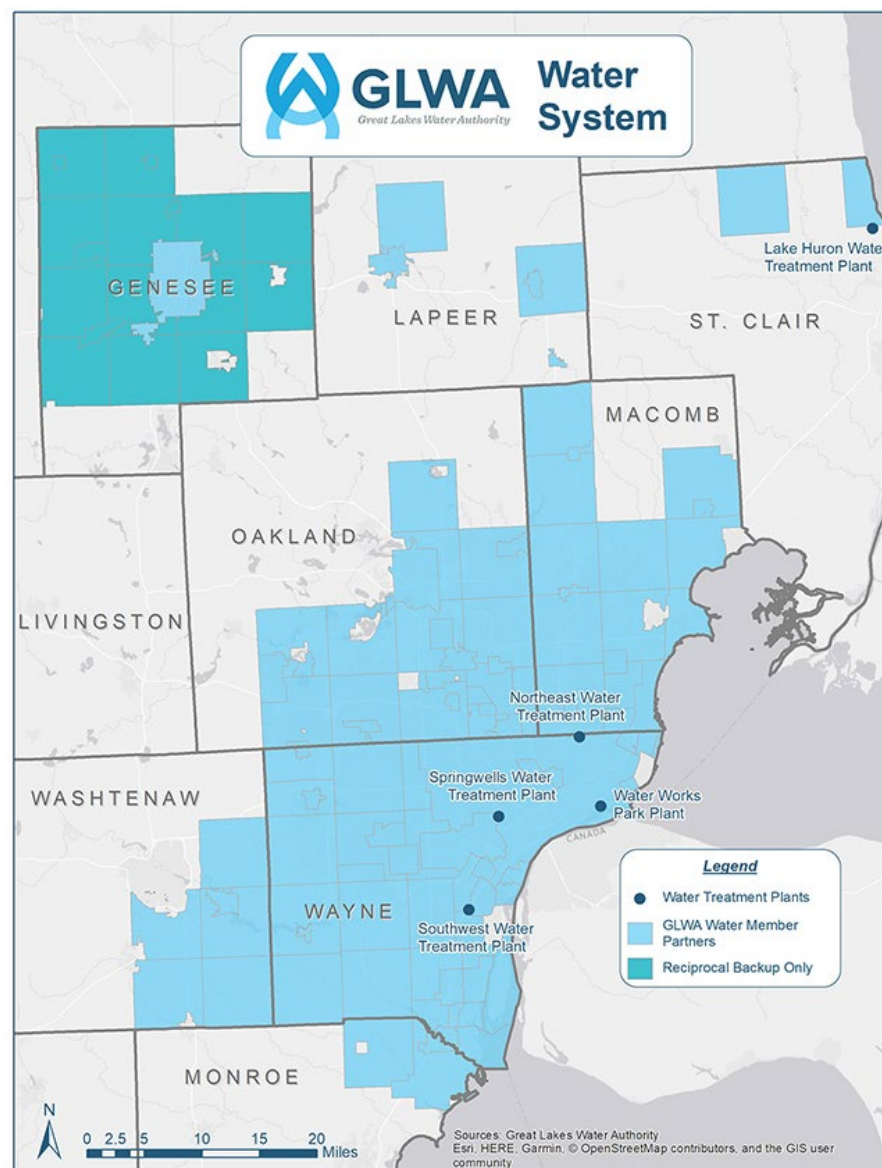 GLWA
Great Lakes Water Authority
Water
System
GENESEE
LAPEER
Lake Huron Water
Treatment Plant
ST. CLAIR
MACOMB
OAKLAND
LIVINGSTON
Northeast Water
Treatment Plant
WASHTENAW
Springwells Water
Treatment Plant
Water Works
Park Plant
CANADA
WAYNE
Southwest Water
Treatment Plant
Legend
Water Treatment Plants
GLWA Water Member
Partners
Reciprocal Backup Only
MONROE
N
0 2.5 5 10 15 20
Miles
Sources: Great Lakes Water Authority
Esri, HERE, Garmin, © OpenStreetMap contributors, and the GIS user
community